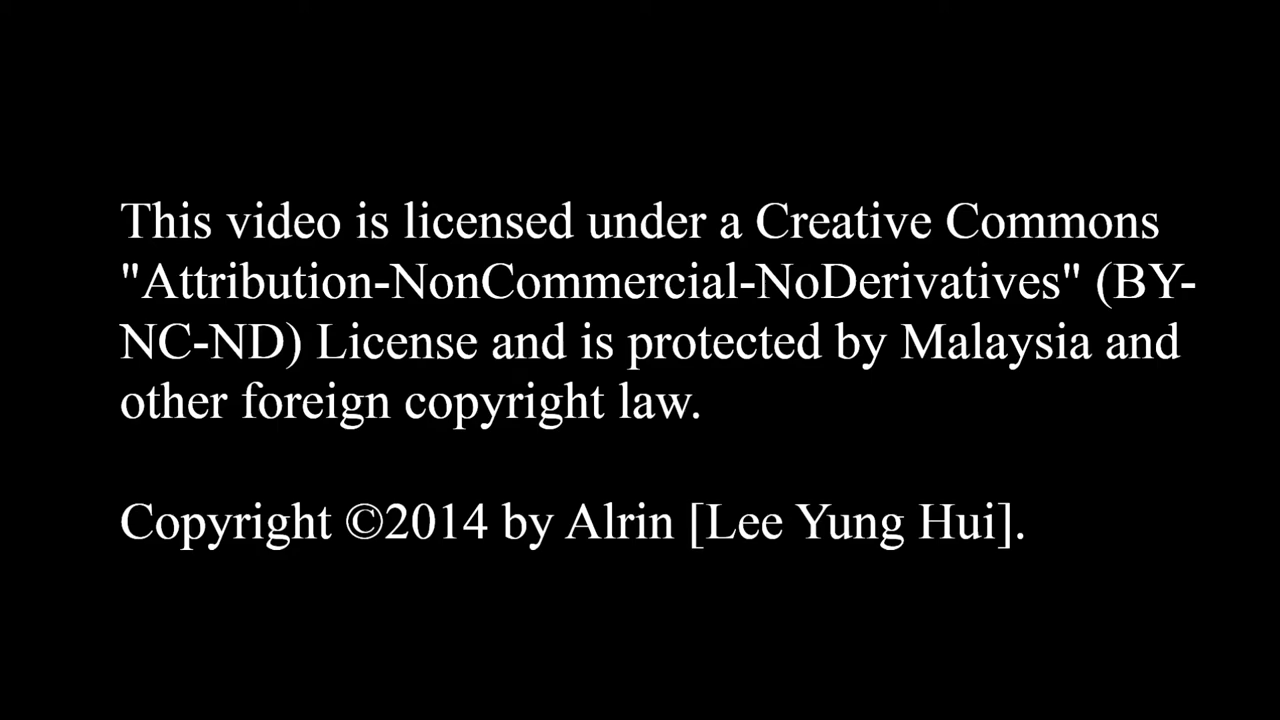 This video is licensed under a Creative Commons
"Attribution-NonCommercial-NoDerivatives" (BY-
NC-ND) License and is protected by Malaysia and
other foreign copyright law.
Copyright ©2014 by Alrin [Lee Yung Hui].